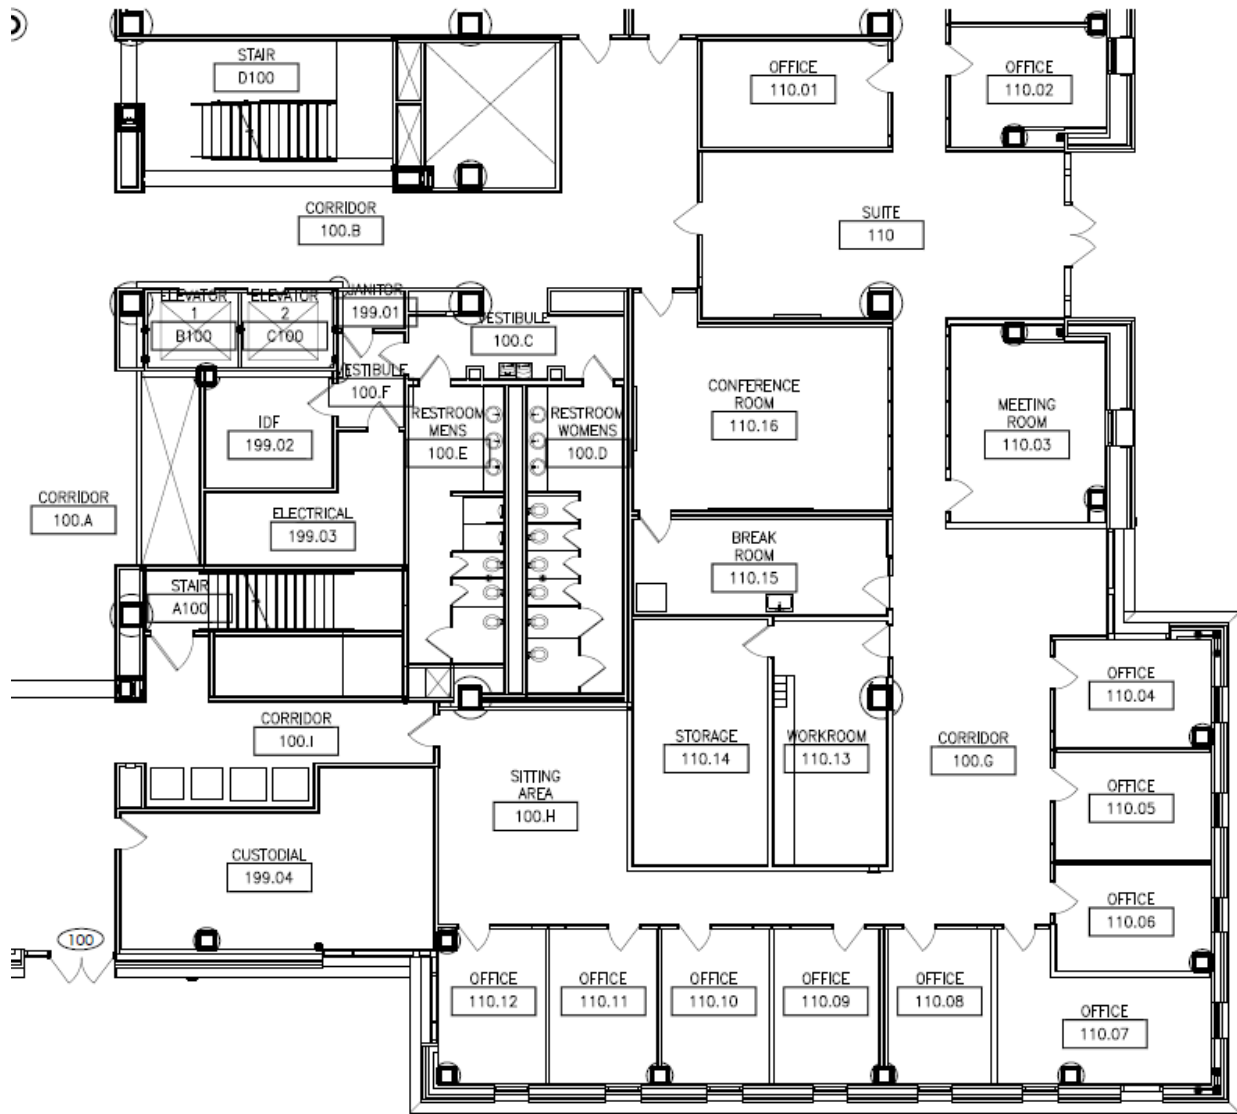 STAIR
D100
OFFICE
110.01
OFFICE
110.02
CORRIDOR
100.B
SUITE
110
ELEVATOR
1
B100
ELEVATOR
2
C100
JANITOR
199.01
VESTIBULE
100.C
VESTIBULE
100.F
CONFERENCE
ROOM
110.16
MEETING
ROOM
110.03
IDF
199.02
RESTROOM
MENS
100.E
RESTROOM
WOMENS
100.D
CORRIDOR
100.A
ELECTRICAL
199.03
BREAK
ROOM
110.15
STAIR
A100
OFFICE
110.04
CORRIDOR
100.I
STORAGE
110.14
WORKROOM
110.13
CORRIDOR
100.G
SITTING
AREA
100.H
OFFICE
110.05
CUSTODIAL
199.04
OFFICE
110.06
100
OFFICE
110.12
OFFICE
110.11
OFFICE
110.10
OFFICE
110.09
OFFICE
110.08
OFFICE
110.07